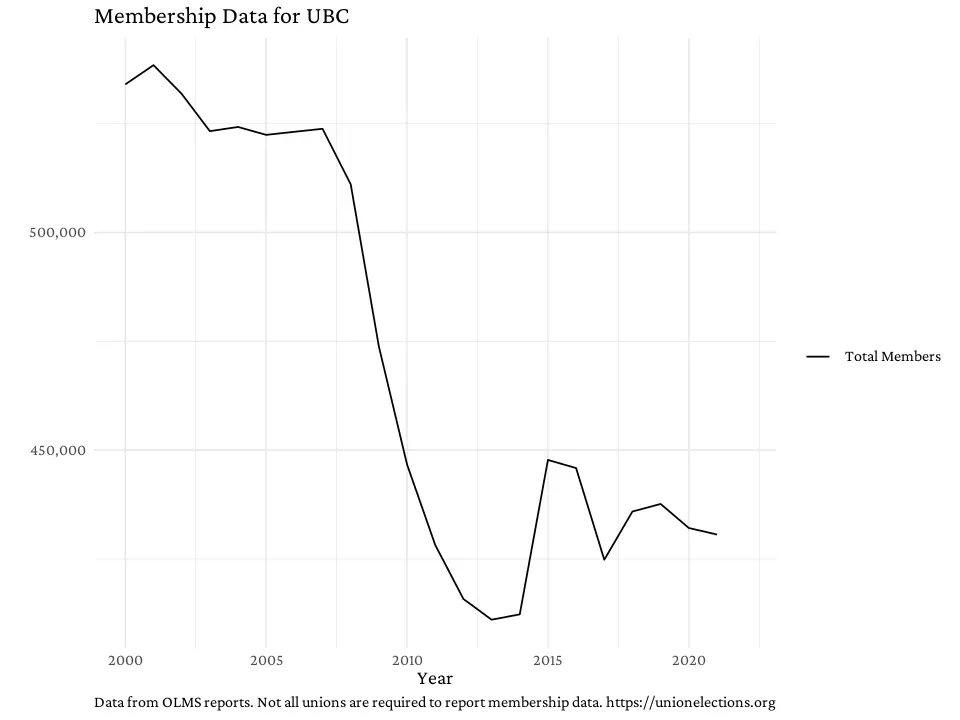 Membership Data for UBC
500,000
450,000
Total Members
2000 2005 2010 2015 2020
Year
Data from OLMS reports. Not all unions are required to report membership data. https://unionelections.org